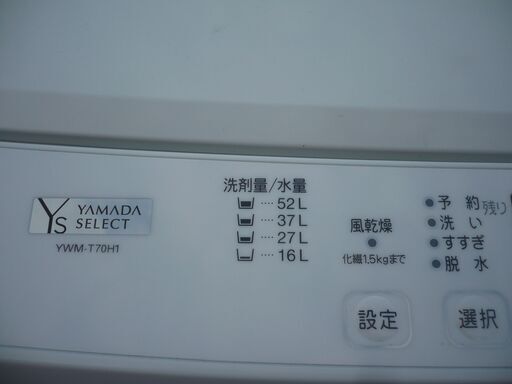 YS YAMADA
SELECT
YWM-T70H1
洗剤量/水量
····52L
····37L
····27L
····16L
風乾燥
化繊1.5kgまで
予約
洗い
すすぎ
脱水
残り
設定
選択